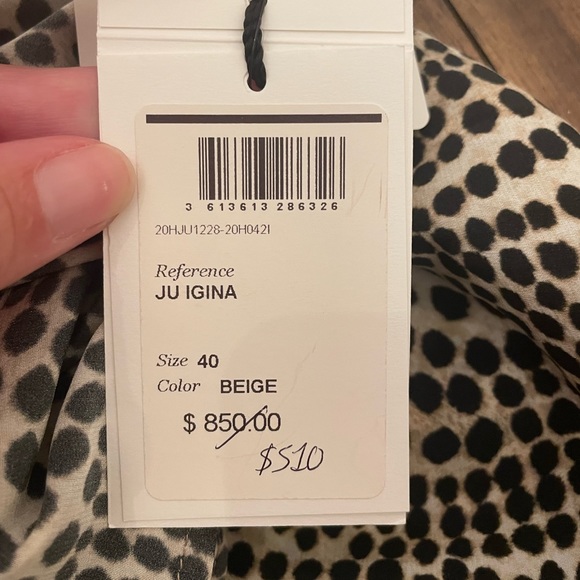 3 613613 286326
20HJU1228-20H042I
Reference
JU IGINA
Size 40
Color BEIGE
$ 850.00
$510